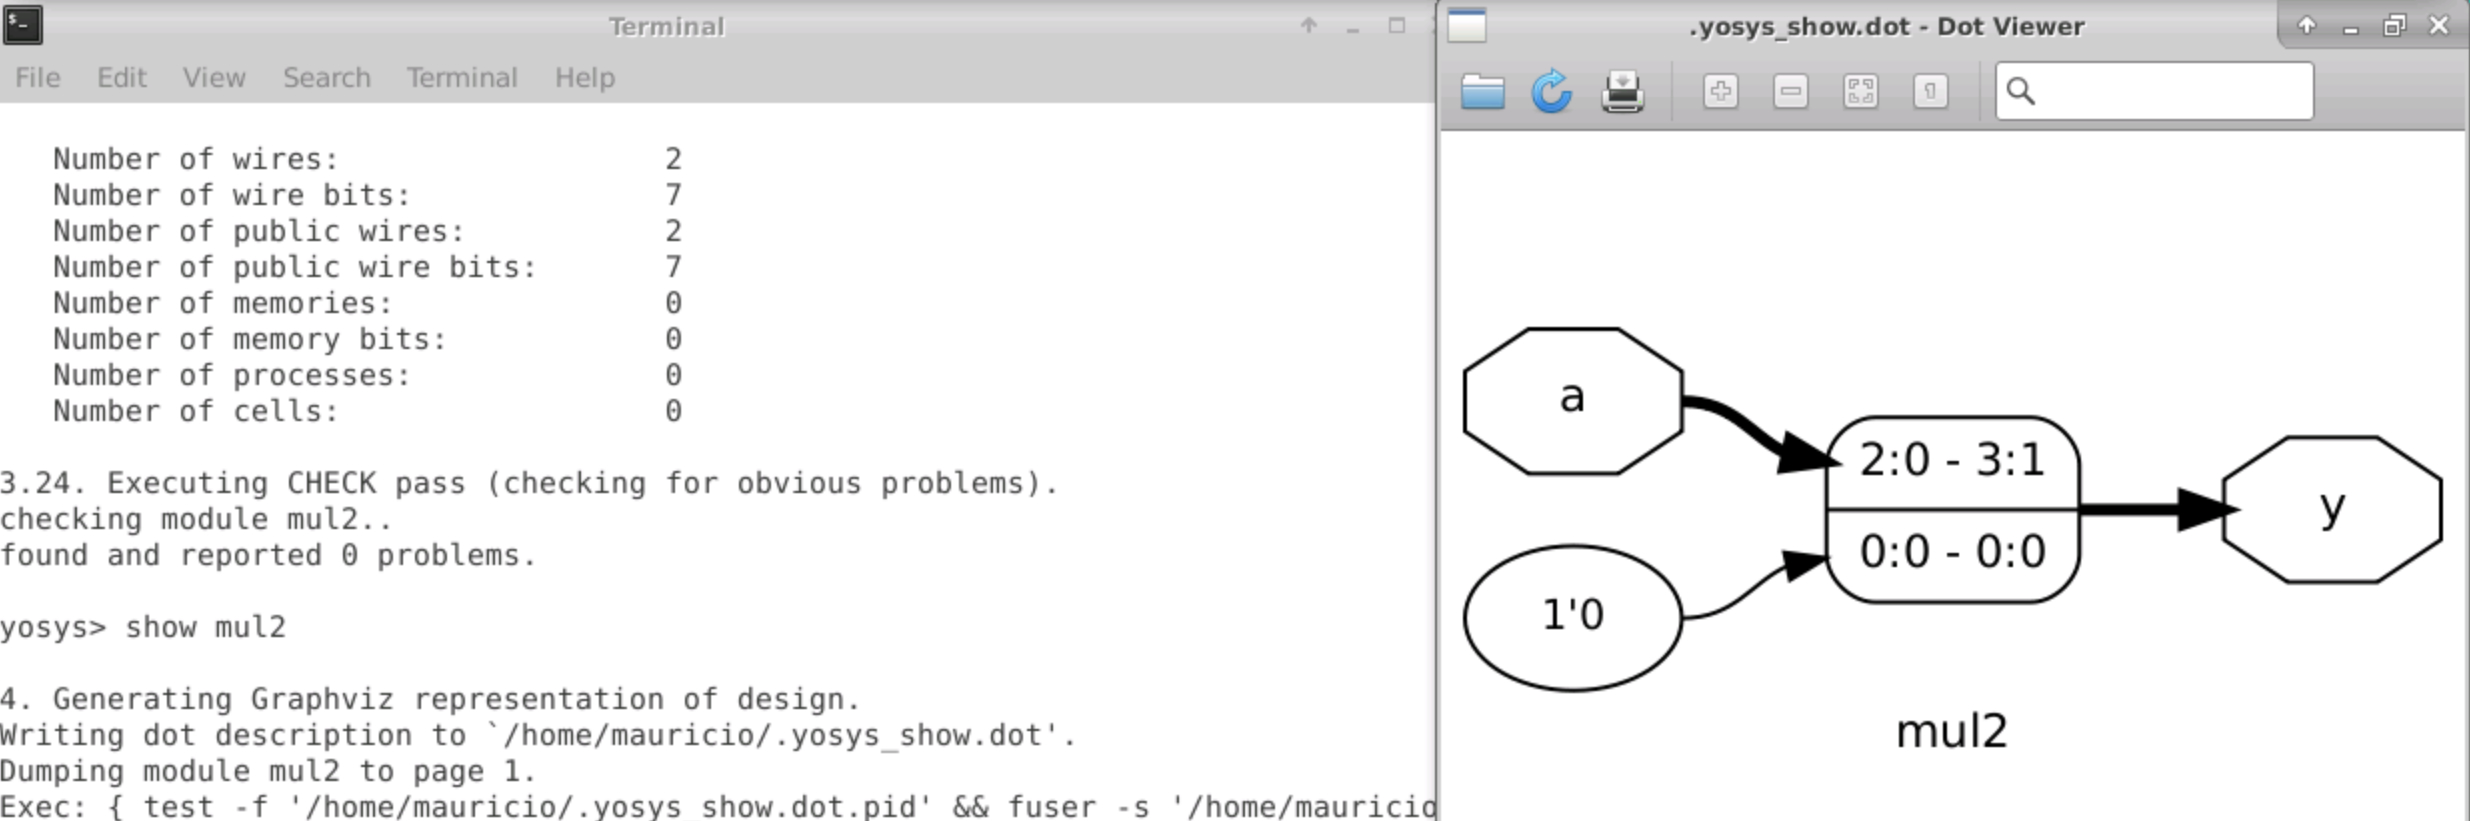 Terminal
File Edit View Search Terminal Help
Number of wires: 2
Number of wire bits: 7
Number of public wires: 2
Number of public wire bits: 7
Number of memories: 0
Number of memory bits: 0
Number of processes: 0
Number of cells: 0
3.24. Executing CHECK pass (checking for obvious problems).
checking module mul2..
found and reported 0 problems.
yosys> show mul2
4. Generating Graphviz representation of design.
Writing dot description to `/home/mauricio/.yosys_show.dot'.
Dumping module mul2 to page 1.
Exec: { test -f '/home/mauricio/.yosys_show.dot.pid' && fuser -s '/home/mauricio
.yosys_show.dot - Dot Viewer
a
2:0 - 3:1
0:0 - 0:0
y
1'0
mul2